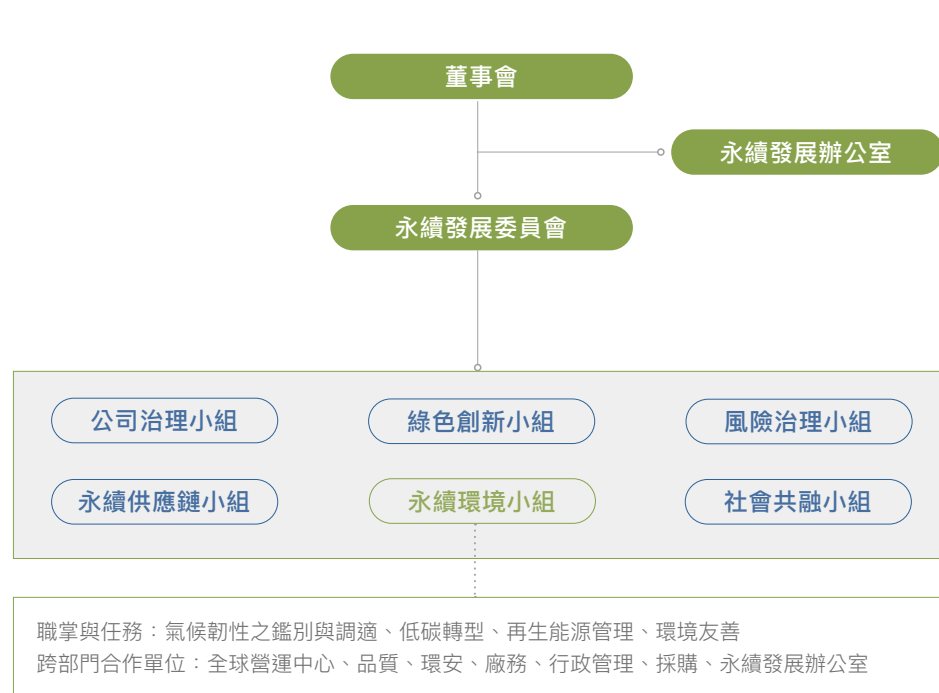 董事會
永續發展辦公室
永續發展委員會
公司治理小組
綠色創新小組
風險治理小組
永續供應鏈小組
永續環境小組
社會共融小組
職掌與任務：氣候韌性之鑑別與調適、低碳轉型、再生能源管理、環境友善
跨部門合作單位：全球營運中心、品質、環安、廠務、行政管理、採購、永續發展辦公室